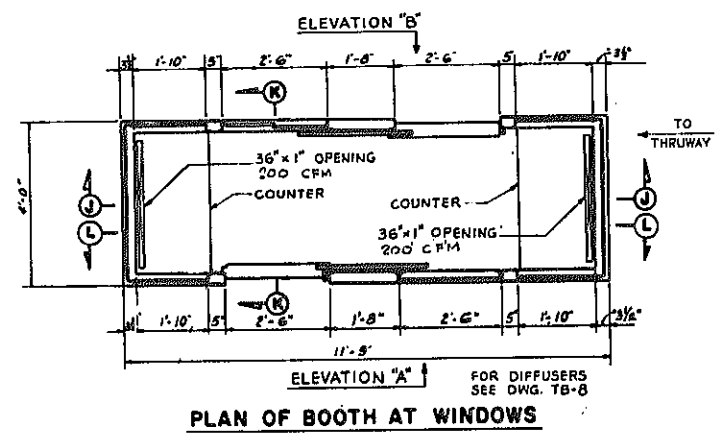 ELEVATION "B"
3½" 1'-10" 5" 2'-6" 1'-8" 2'-6" 5" 1'-10" 3½"
K
TO
THRUWAY
36" x 1" OPENING
200 CFM
COUNTER
COUNTER
4'-0"
J
L
J
L
36" x 1" OPENING
200 CFM
K
3½" 1'-10" 5" 2'-6" 1'-8" 2'-6" 5" 1'-10" 3½"
ELEVATION "A"
FOR DIFFUSERS
SEE DWG. TB-8
PLAN OF BOOTH AT WINDOWS